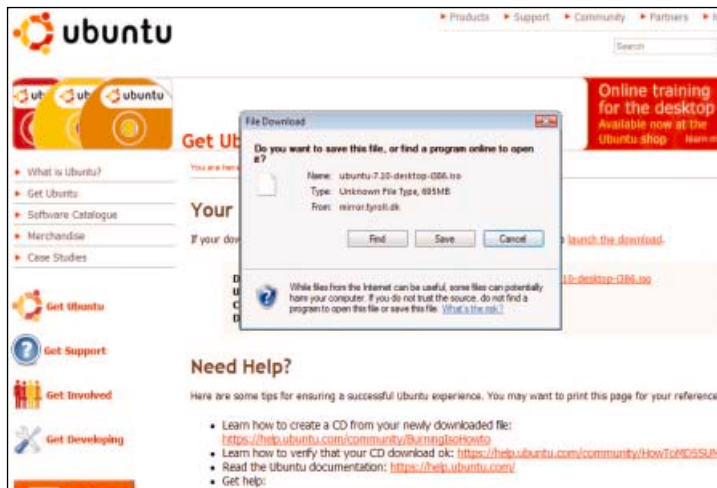 ubuntu
Products Support Community Partners
Search
ubuntu
Online training
for the desktop
Available now at the
Ubuntu shop
What is Ubuntu?
Get Ubuntu
Software Catalogue
Merchandise
Case Studies
Get Ubuntu
Get Support
Get Involved
Get Developing
Get Ub
You are here
Your
If your dow
launch the download.
10-desktop-i386.iso
File Download
Do you want to save this file, or find a program online to open
it?
Name: ubuntu-7.10-desktop-i386.iso
Type: Unknown File Type, 695MB
From: mirror.tyroll.dk
Find Save Cancel
While files from the Internet can be useful, some files can potentially
harm your computer. If you do not trust the source, do not find a
program to open this file or save this file. What's the risk?
Need Help?
Here are some tips for ensuring a successful Ubuntu experience. You may want to print this page for your reference
Learn how to create a CD from your newly downloaded file:
https://help.ubuntu.com/community/BurningIsoHowto
Learn how to verify that your CD download ok: https://help.ubuntu.com/community/HowToMD5SUM
Read the Ubuntu documentation: https://help.ubuntu.com/
Get help: